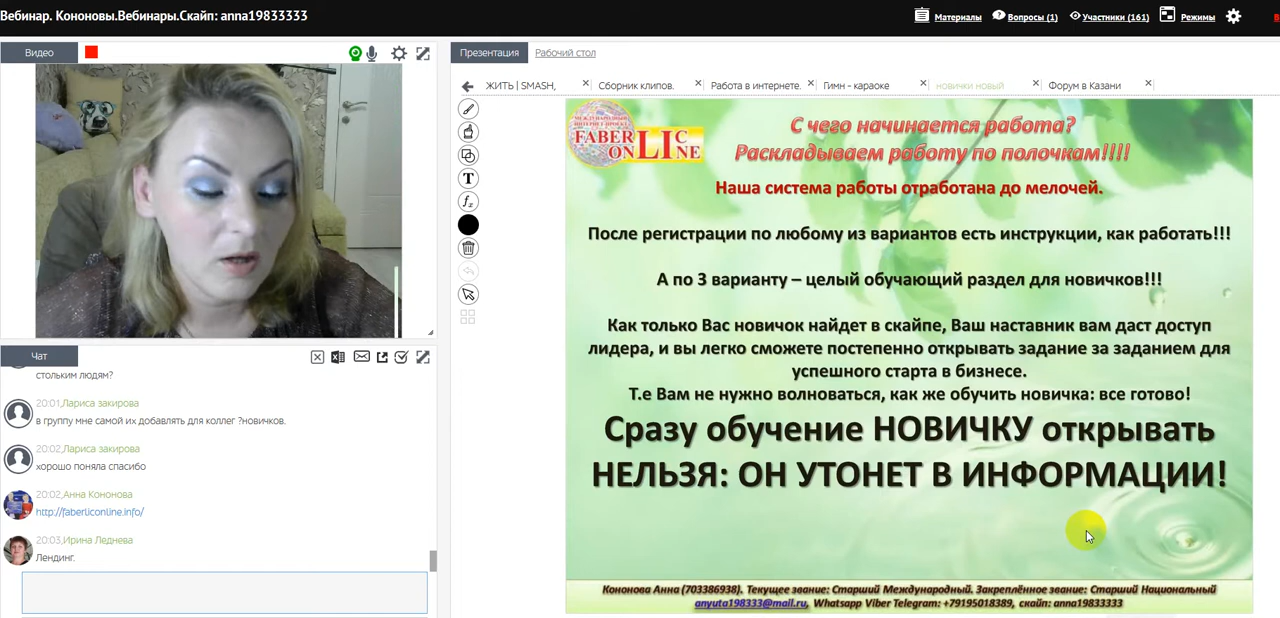 Вебинар. Кононовы.Вебинары.Скайп: anna19833333
Материалы
Вопросы (1)
Участники (161)
Режимы
Видео
Презентация
Рабочий стол
ЖИТЬ | SMASH,
Сборник клипов.
Работа в интернете.
Гимн - караоке
новички новый
Форум в Казани
МЕЖДУНАРОДНЫЙ
ИНТЕРНЕТ-ПРОЕКТ
FABERLIC
ONLINE
С чего начинается работа?
Раскладываем работу по полочкам!!!!
Наша система работы отработана до мелочей.
После регистрации по любому из вариантов есть инструкции, как работать!!!
А по 3 варианту – целый обучающий раздел для новичков!!!
Как только Вас новичок найдет в скайпе, Ваш наставник вам даст доступ
лидера, и вы легко сможете постепенно открывать задание за заданием для
успешного старта в бизнесе.
Т.е Вам не нужно волноваться, как же обучить новичка: все готово!
Сразу обучение НОВИЧКУ открывать
НЕЛЬЗЯ: ОН УТОНЕТ В ИНФОРМАЦИИ!
Кононова Анна (703386938). Текущее звание: Старший Международный. Закреплённое звание: Старший Национальный
anyuta198333@mail.ru, Whatsapp Viber Telegram: +79195018389, скайп: anna19833333
Чат
стольким людям?
20:01,Лариса закирова
в группу мне самой их добавлять для коллег ?новичков.
20:02,Лариса закирова
хорошо поняла спасибо
20:02,Анна Кононова
http://faberliconline.info/
20:03,Ирина Леднева
Лендинг.